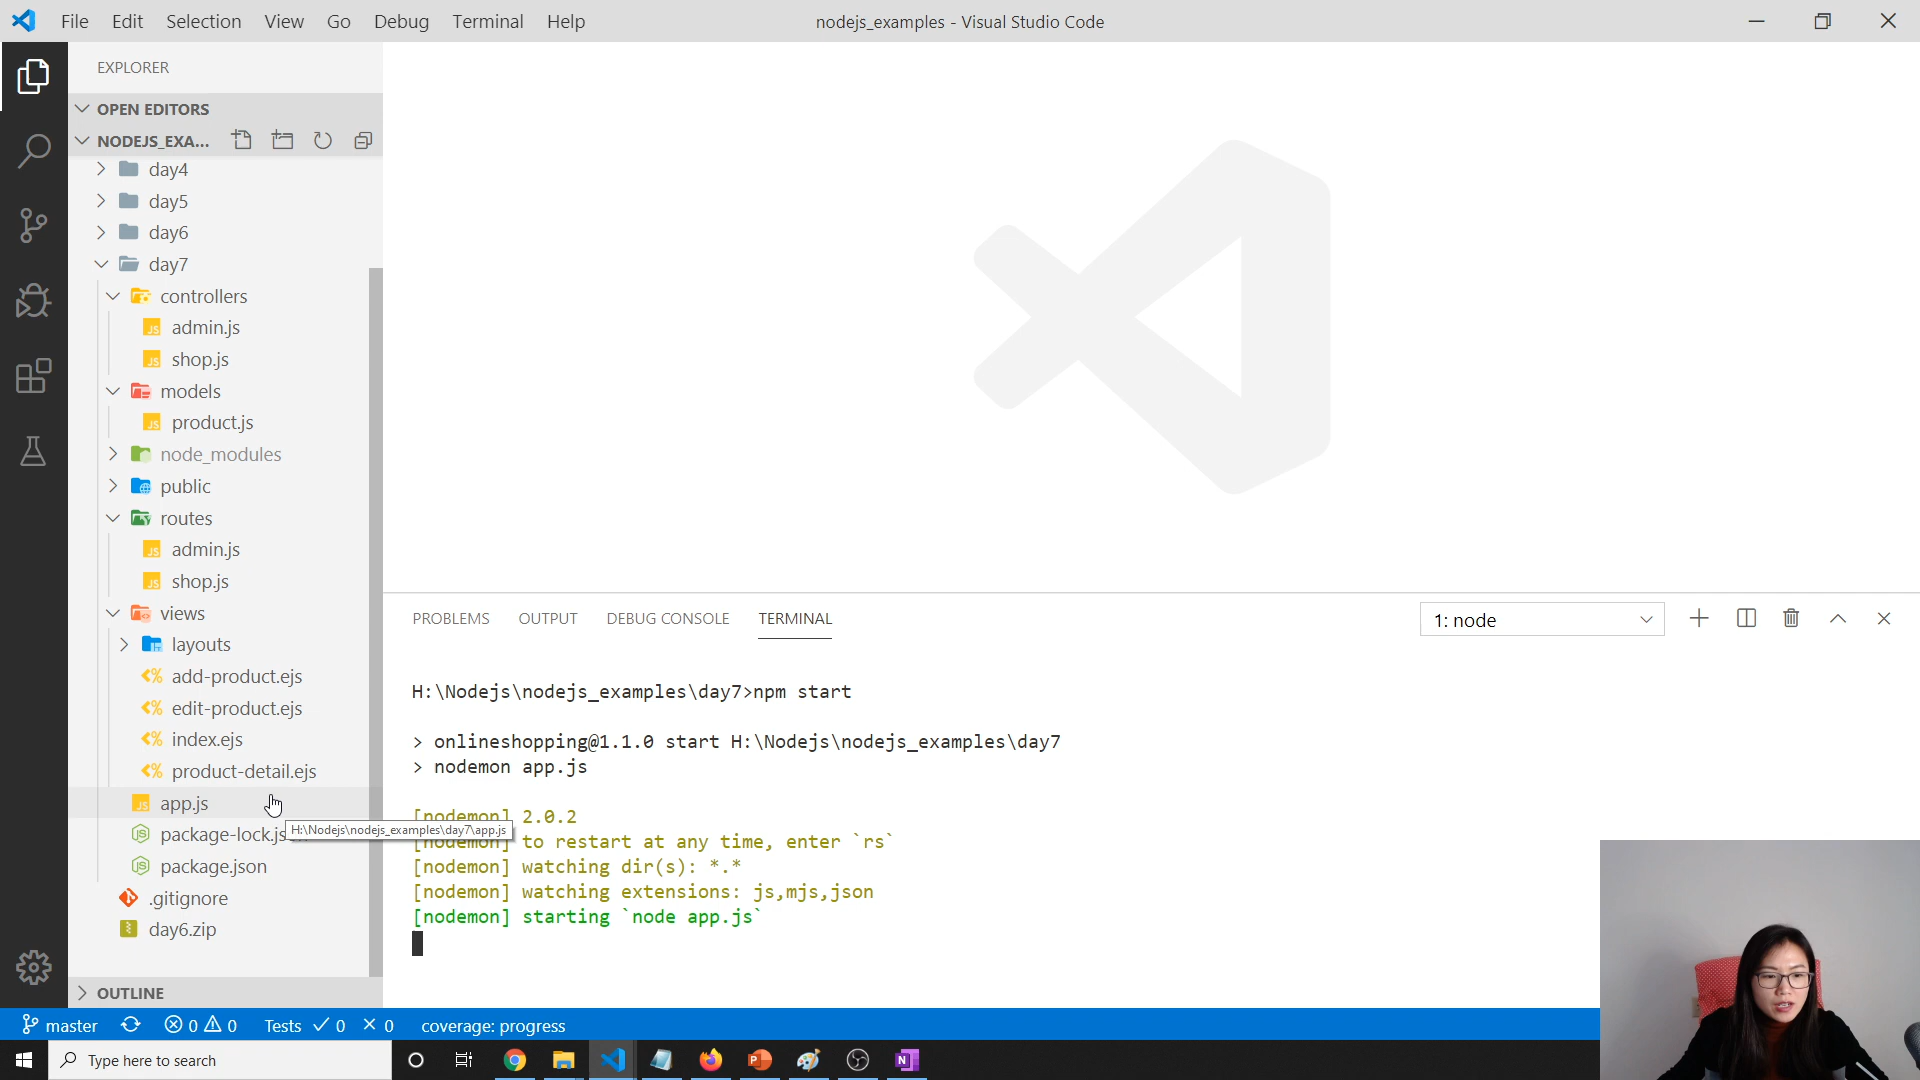 File Edit Selection View Go Debug Terminal Help
nodejs_examples - Visual Studio Code
EXPLORER
OPEN EDITORS
NODEJS_EXA...
day4
day5
day6
day7
controllers
admin.js
shop.js
models
product.js
node_modules
public
routes
admin.js
shop.js
views
layouts
add-product.ejs
edit-product.ejs
index.ejs
product-detail.ejs
app.js
package-lock.js
H:\Nodejs\nodejs_examples\day7\app.js
package.json
.gitignore
day6.zip
OUTLINE
PROBLEMS OUTPUT DEBUG CONSOLE TERMINAL
1: node
H:\Nodejs\nodejs_examples\day7>npm start
> onlineshopping@1.1.0 start H:\Nodejs\nodejs_examples\day7
> nodemon app.js
[nodemon] 2.0.2
[nodemon] to restart at any time, enter `rs`
[nodemon] watching dir(s): *.*
[nodemon] watching extensions: js,mjs,json
[nodemon] starting `node app.js`
master 0 0 Tests 0 0 coverage: progress
Type here to search